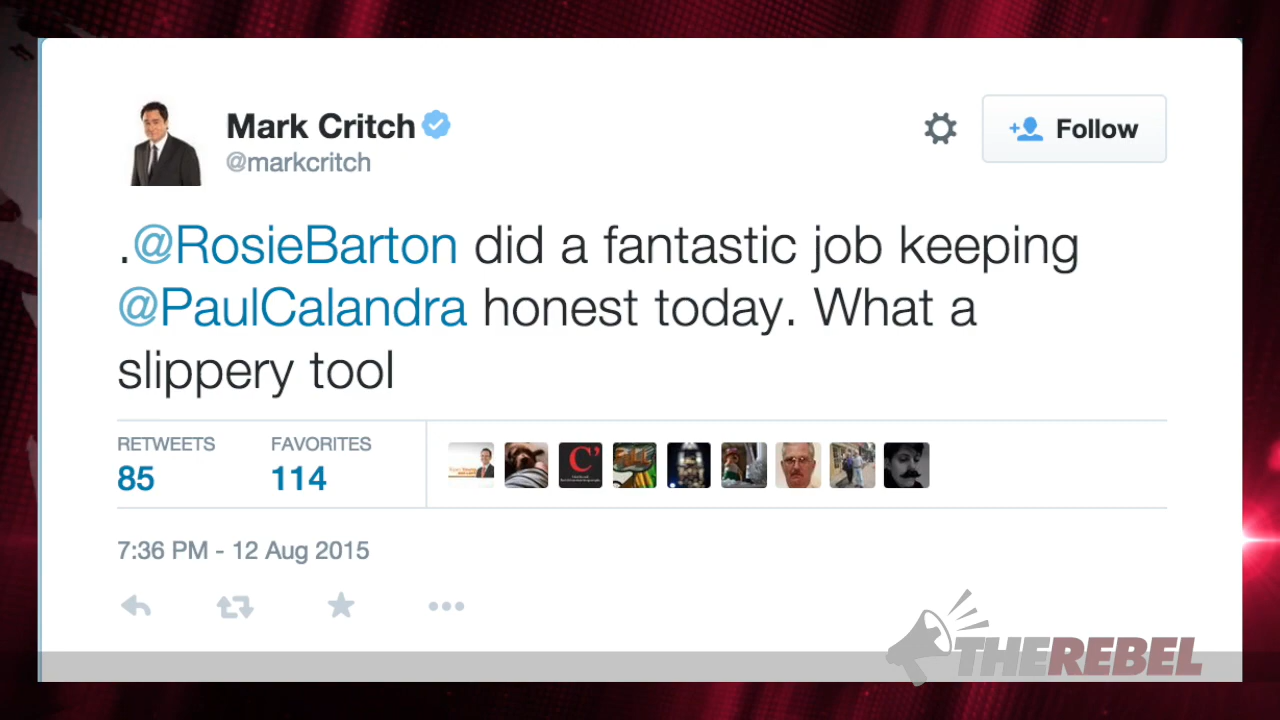 Mark Critch
@markcritch
Follow
.@RosieBarton did a fantastic job keeping
@PaulCalandra honest today. What a
slippery tool
RETWEETS
FAVORITES
85
114
C'
7:36 PM - 12 Aug 2015
THEREBEL